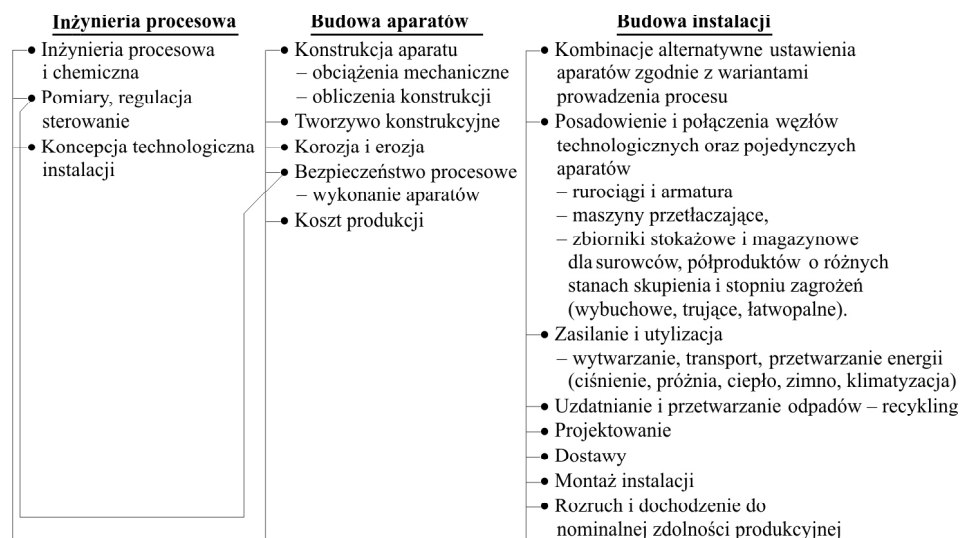 Inżynieria procesowa
• Inżynieria procesowa
i chemiczna
• Pomiary, regulacja
sterowanie
• Koncepcja technologiczna
instalacji
Budowa aparatów
• Konstrukcja aparatu
– obciążenia mechaniczne
– obliczenia konstrukcji
• Tworzywo konstrukcyjne
• Korozja i erozja
• Bezpieczeństwo procesowe
– wykonanie aparatów
• Koszt produkcji
Budowa instalacji
• Kombinacje alternatywne ustawienia
aparatów zgodnie z wariantami
prowadzenia procesu
• Posadowienie i połączenia węzłów
technologicznych oraz pojedynczych
aparatów
– rurociągi i armatura
– maszyny przetłaczające,
– zbiorniki stokażowe i magazynowe
dla surowców, półproduktów o różnych
stanach skupienia i stopniu zagrożeń
(wybuchowe, trujące, łatwopalne).
• Zasilanie i utylizacja
– wytwarzanie, transport, przetwarzanie energii
(ciśnienie, próżnia, ciepło, zimno, klimatyzacja)
• Uzdatnianie i przetwarzanie odpadów – recykling
• Projektowanie
• Dostawy
• Montaż instalacji
• Rozruch i dochodzenie do
nominalnej zdolności produkcyjnej